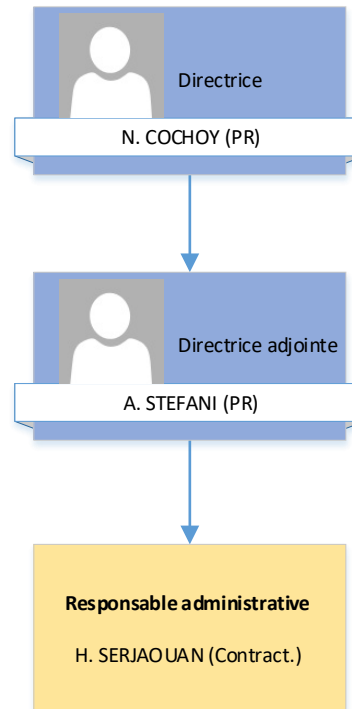 Directrice
N. COCHOY (PR)
Directrice adjointe
A. STEFANI (PR)
Responsable administrative
H. SERJAOUAN (Contract.)